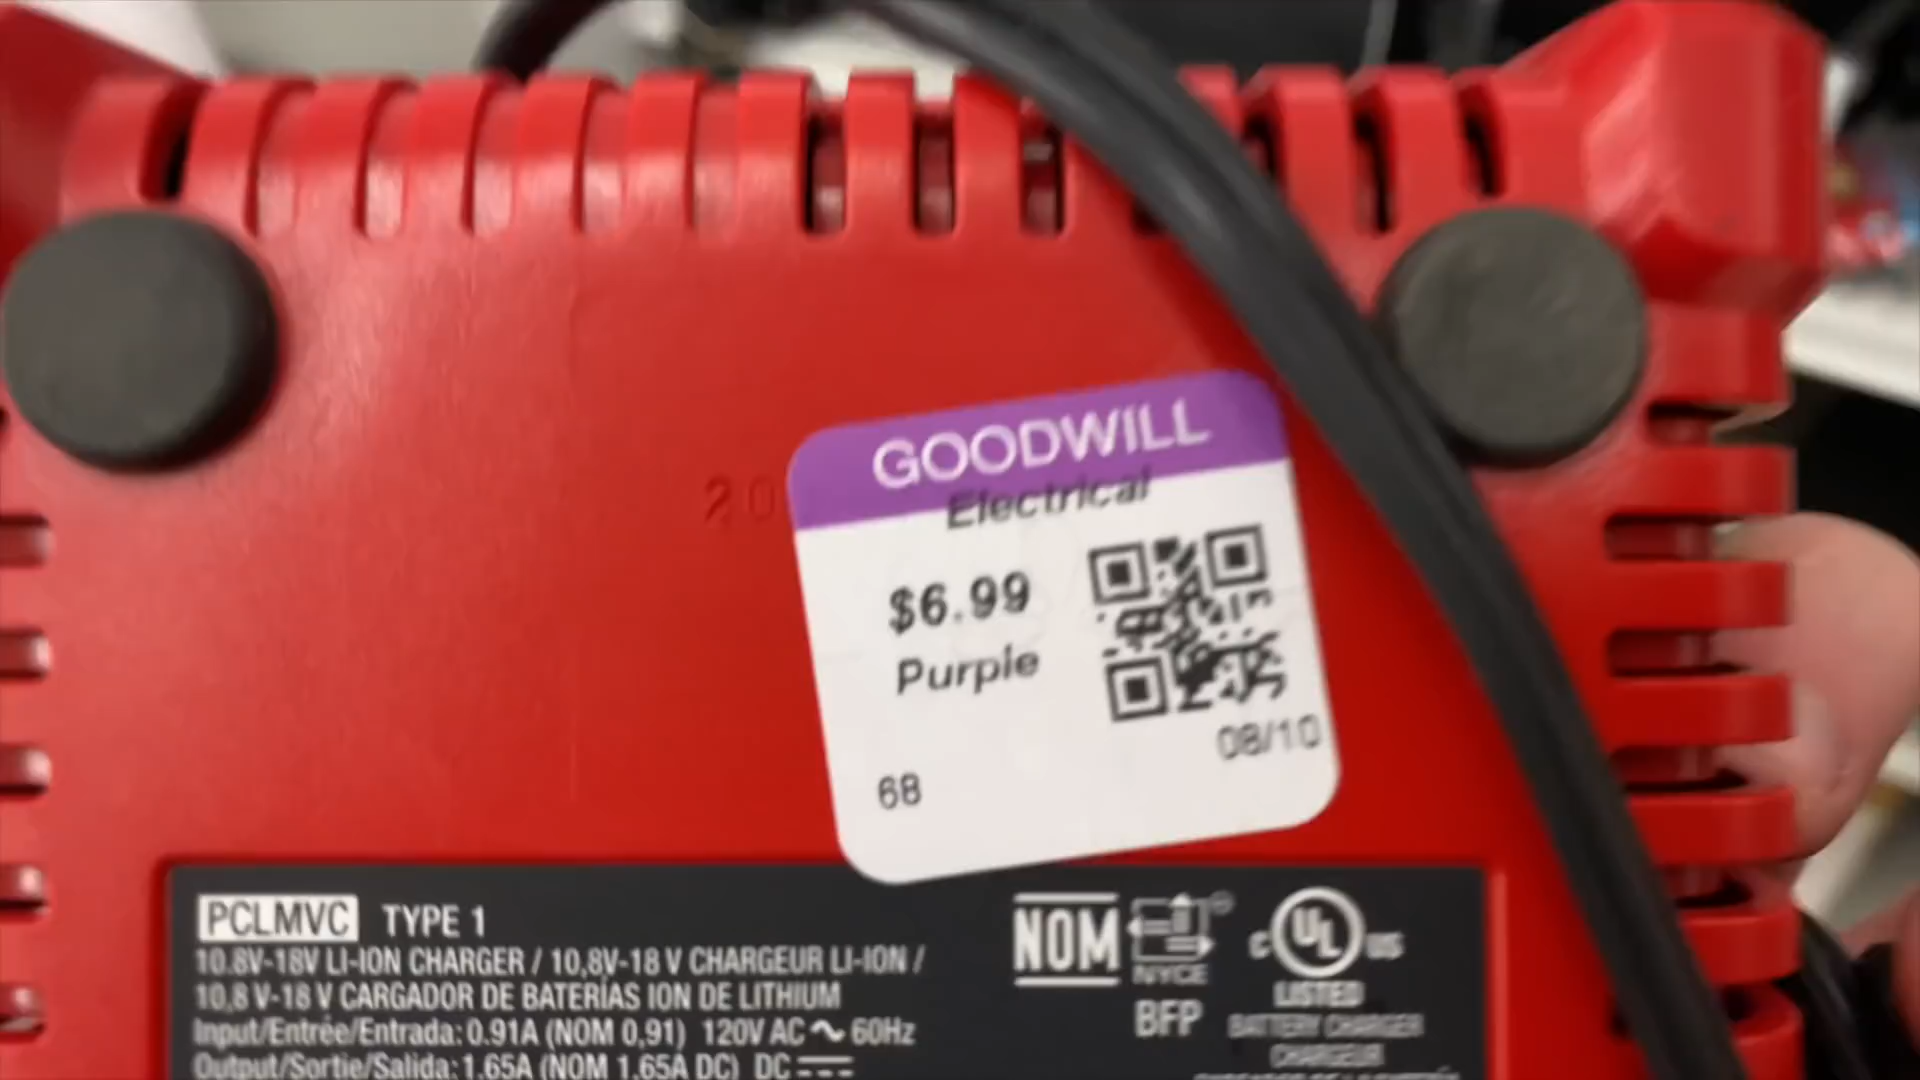 20
GOODWILL
Electrical
$6.99
Purple
08/10
68
PCLMVC TYPE 1
10.8V-18V LI-ION CHARGER / 10,8V-18 V CHARGEUR LI-ION /
10,8 V-18 V CARGADOR DE BATERÍAS ION DE LITHIUM
Input/Entrée/Entrada: 0.91A (NOM 0,91) 120V AC ∿ 60Hz
Output/Sortie/Salida: 1.65A (NOM 1,65A DC) DC ⎓
NOM
NYCE
BFP
C UL US
LISTED
BATTERY CHARGER
CHARGEUR